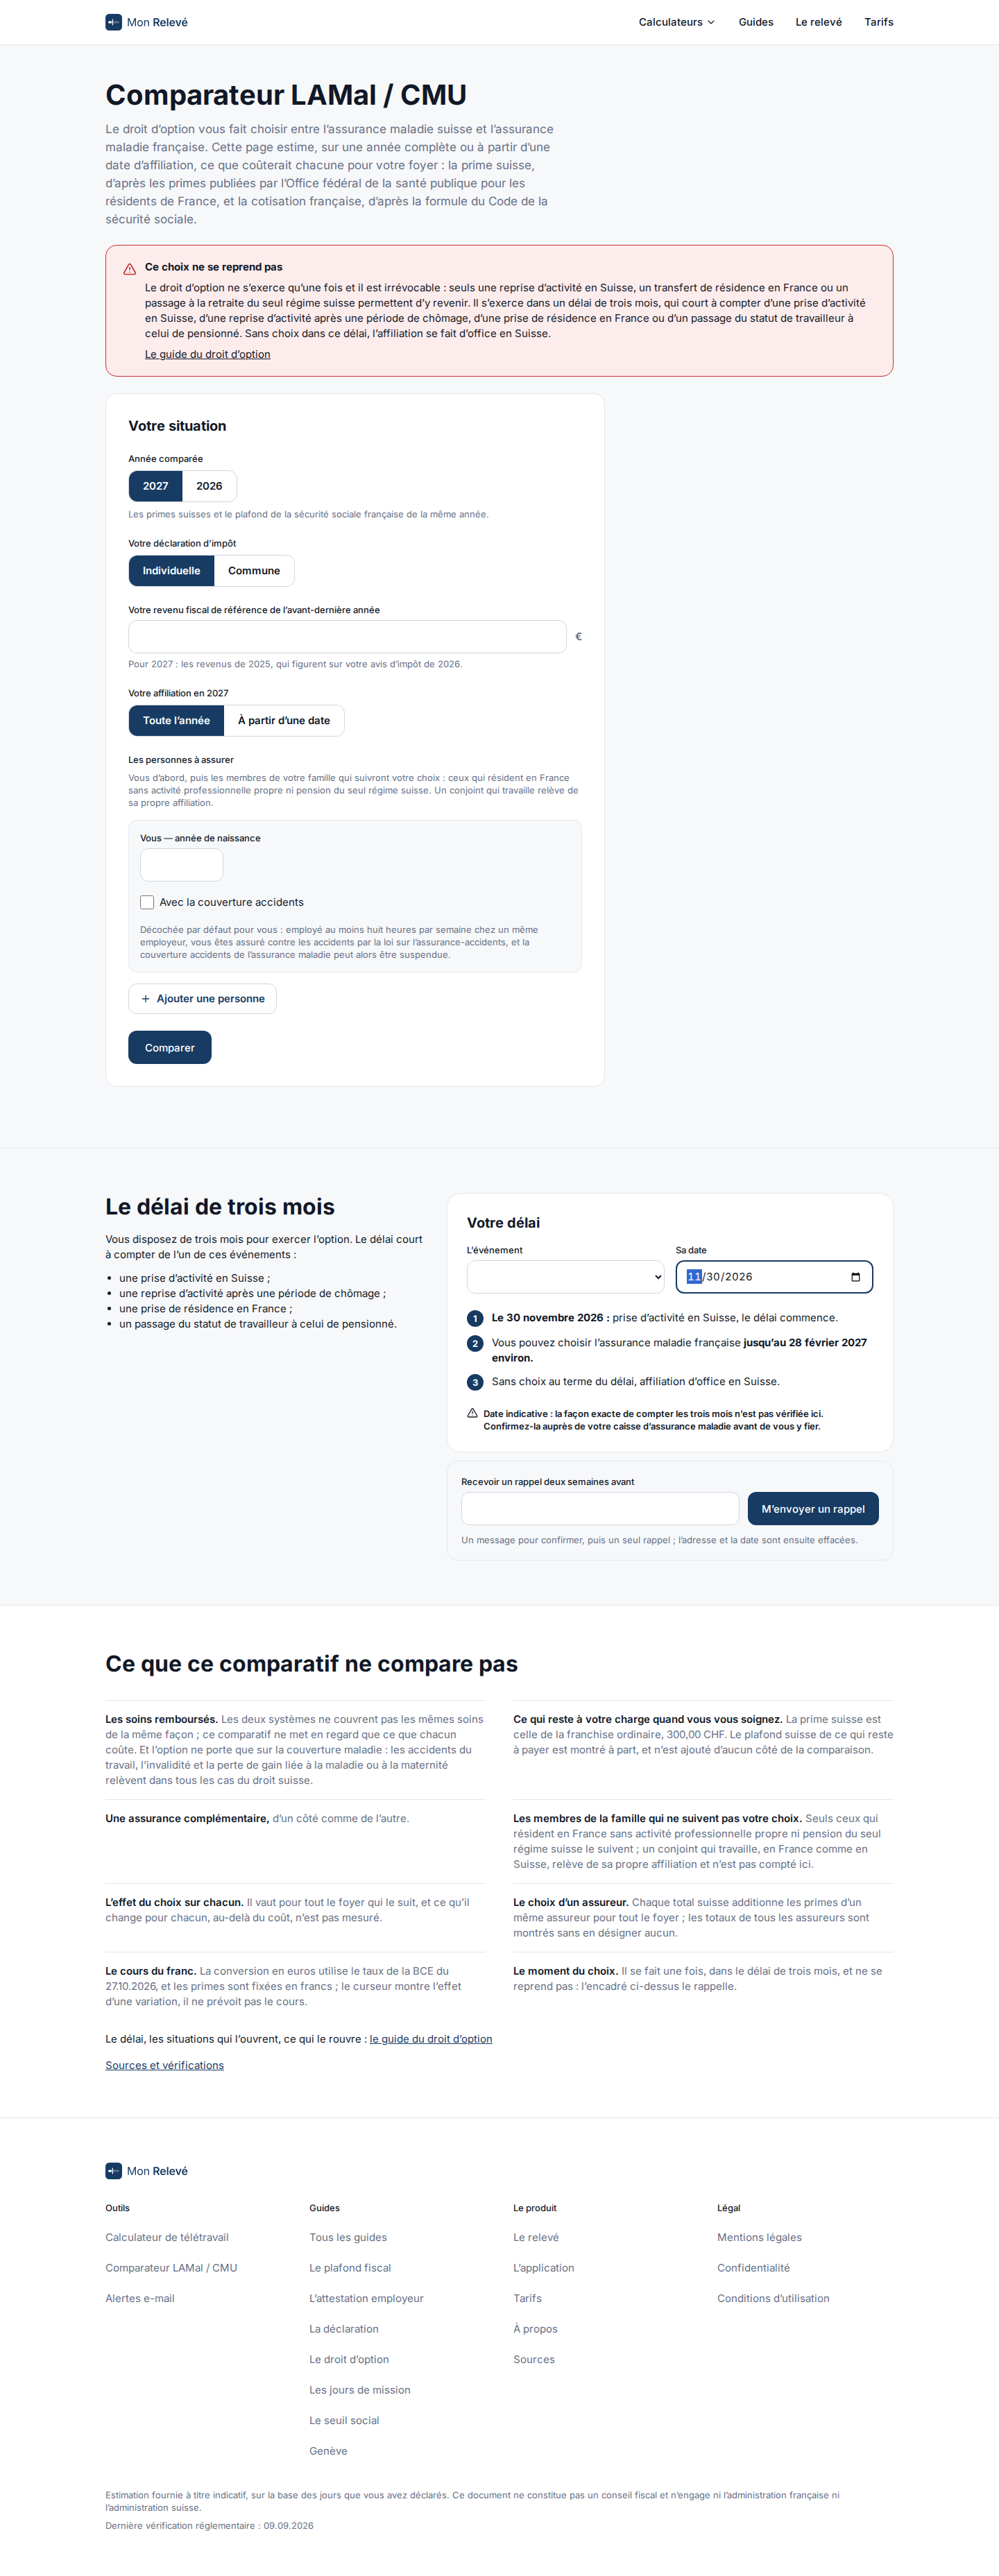 Mon Relevé
Calculateurs
Guides
Le relevé
Tarifs
Comparateur LAMal / CMU
Le droit d’option vous fait choisir entre l’assurance maladie suisse et l’assurance
maladie française. Cette page estime, sur une année complète ou à partir d’une
date d’affiliation, ce que coûterait chacune pour votre foyer : la prime suisse,
d’après les primes publiées par l’Office fédéral de la santé publique pour les
résidents de France, et la cotisation française, d’après la formule du Code de la
sécurité sociale.
Ce choix ne se reprend pas
Le droit d’option ne s’exerce qu’une fois et il est irrévocable : seuls une reprise d’activité en Suisse, un transfert de résidence en France ou un
passage à la retraite du seul régime suisse permettent d’y revenir. Il s’exerce dans un délai de trois mois, qui court à compter d’une prise d’activité
en Suisse, d’une reprise d’activité après une période de chômage, d’une prise de résidence en France ou d’un passage du statut de travailleur à
celui de pensionné. Sans choix dans ce délai, l’affiliation se fait d’office en Suisse.
Le guide du droit d’option
Votre situation
Année comparée
2027
2026
Les primes suisses et le plafond de la sécurité sociale française de la même année.
Votre déclaration d’impôt
Individuelle
Commune
Votre revenu fiscal de référence de l’avant-dernière année
€
Pour 2027 : les revenus de 2025, qui figurent sur votre avis d’impôt de 2026.
Votre affiliation en 2027
Toute l’année
À partir d’une date
Les personnes à assurer
Vous d’abord, puis les membres de votre famille qui suivront votre choix : ceux qui résident en France
sans activité professionnelle propre ni pension du seul régime suisse. Un conjoint qui travaille relève de
sa propre affiliation.
Vous — année de naissance
Avec la couverture accidents
Décochée par défaut pour vous : employé au moins huit heures par semaine chez un même
employeur, vous êtes assuré contre les accidents par la loi sur l’assurance-accidents, et la
couverture accidents de l’assurance maladie peut alors être suspendue.
Ajouter une personne
Comparer
Le délai de trois mois
Vous disposez de trois mois pour exercer l’option. Le délai court
à compter de l’un de ces événements :
• une prise d’activité en Suisse ;
• une reprise d’activité après une période de chômage ;
• une prise de résidence en France ;
• un passage du statut de travailleur à celui de pensionné.
Votre délai
L’événement
Sa date
11/30/2026
1 Le 30 novembre 2026 : prise d’activité en Suisse, le délai commence.
2 Vous pouvez choisir l’assurance maladie française jusqu’au 28 février 2027
environ.
3 Sans choix au terme du délai, affiliation d’office en Suisse.
Date indicative : la façon exacte de compter les trois mois n’est pas vérifiée ici.
Confirmez-la auprès de votre caisse d’assurance maladie avant de vous y fier.
Recevoir un rappel deux semaines avant
M’envoyer un rappel
Un message pour confirmer, puis un seul rappel ; l’adresse et la date sont ensuite effacées.
Ce que ce comparatif ne compare pas
Les soins remboursés. Les deux systèmes ne couvrent pas les mêmes soins
de la même façon ; ce comparatif ne met en regard que ce que chacun
coûte. Et l’option ne porte que sur la couverture maladie : les accidents du
travail, l’invalidité et la perte de gain liée à la maladie ou à la maternité
relèvent dans tous les cas du droit suisse.
Ce qui reste à votre charge quand vous vous soignez. La prime suisse est
celle de la franchise ordinaire, 300,00 CHF. Le plafond suisse de ce qui reste
à payer est montré à part, et n’est ajouté d’aucun côté de la comparaison.
Une assurance complémentaire, d’un côté comme de l’autre.
Les membres de la famille qui ne suivent pas votre choix. Seuls ceux qui
résident en France sans activité professionnelle propre ni pension du seul
régime suisse le suivent ; un conjoint qui travaille, en France comme en
Suisse, relève de sa propre affiliation et n’est pas compté ici.
L’effet du choix sur chacun. Il vaut pour tout le foyer qui le suit, et ce qu’il
change pour chacun, au-delà du coût, n’est pas mesuré.
Le choix d’un assureur. Chaque total suisse additionne les primes d’un
même assureur pour tout le foyer ; les totaux de tous les assureurs sont
montrés sans en désigner aucun.
Le cours du franc. La conversion en euros utilise le taux de la BCE du
27.10.2026, et les primes sont fixées en francs ; le curseur montre l’effet
d’une variation, il ne prévoit pas le cours.
Le moment du choix. Il se fait une fois, dans le délai de trois mois, et ne se
reprend pas : l’encadré ci-dessus le rappelle.
Le délai, les situations qui l’ouvrent, ce qui le rouvre : le guide du droit d’option
Sources et vérifications
Mon Relevé
Outils
Calculateur de télétravail
Comparateur LAMal / CMU
Alertes e-mail
Guides
Tous les guides
Le plafond fiscal
L’attestation employeur
La déclaration
Le droit d’option
Les jours de mission
Le seuil social
Genève
Le produit
Le relevé
L’application
Tarifs
À propos
Sources
Légal
Mentions légales
Confidentialité
Conditions d’utilisation
Estimation fournie à titre indicatif, sur la base des jours que vous avez déclarés. Ce document ne constitue pas un conseil fiscal et n’engage ni l’administration française ni
l’administration suisse.
Dernière vérification réglementaire : 09.09.2026